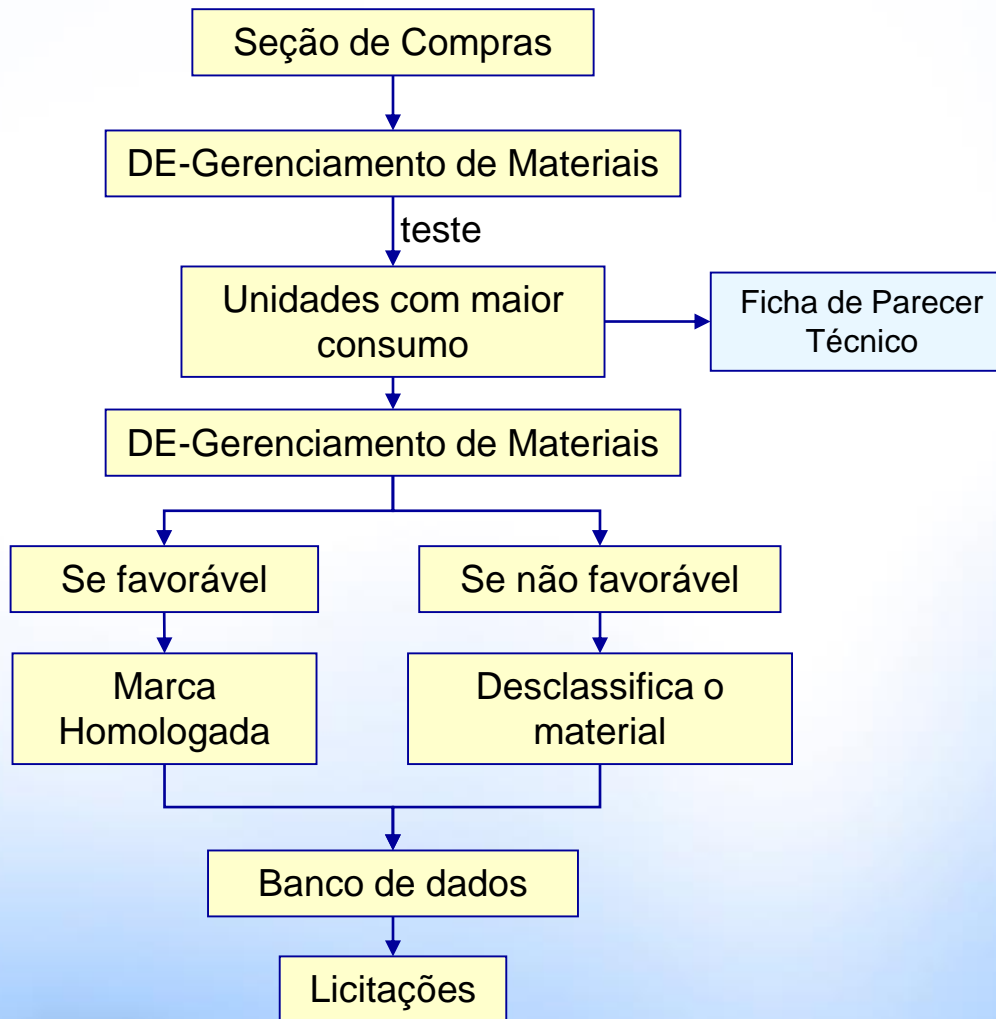 Seção de Compras
DE-Gerenciamento de Materiais
teste
Unidades com maior
consumo
Ficha de Parecer
Técnico
DE-Gerenciamento de Materiais
Se favorável
Se não favorável
Marca
Homologada
Desclassifica o
material
Banco de dados
Licitações